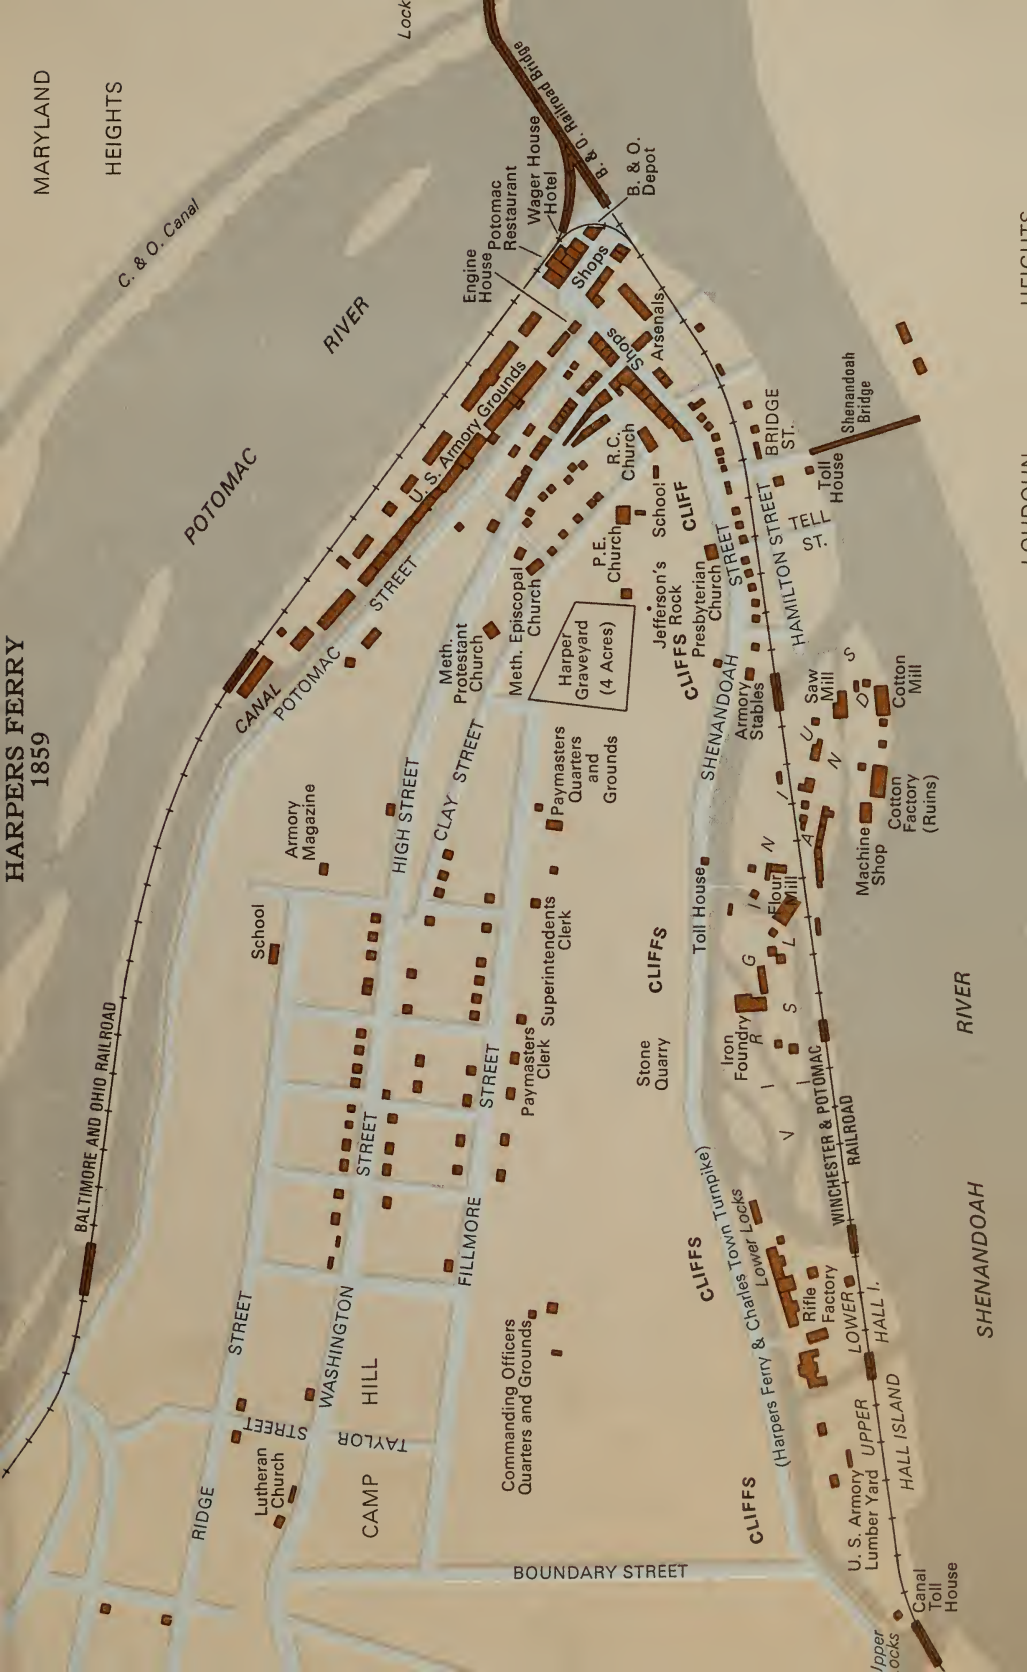 HARPERS FERRY
1859
MARYLAND
HEIGHTS
Lock
C. & O. Canal
POTOMAC
RIVER
BALTIMORE AND OHIO RAILROAD
B. & O. Railroad Bridge
B. & O.
Depot
Wager House
Hotel
Potomac
Restaurant
Engine
House
Shops
Shops
Arsenals
U. S. Armory Grounds
CANAL
POTOMAC STREET
R.C.
Church
School
CLIFF
P.E.
Church
Jefferson's
Rock
CLIFFS
Presbyterian
Church
Meth. Episcopal
Church
Meth.
Protestant
Church
Harper
Graveyard
(4 Acres)
HIGH STREET
CLAY STREET
Armory
Magazine
School
Paymasters
Quarters
and
Grounds
Superintendents
Clerk
Paymasters
Clerk
FILLMORE STREET
WASHINGTON STREET
RIDGE STREET
TAYLOR STREET
CAMP HILL
Lutheran
Church
Commanding Officers
Quarters and Grounds
BOUNDARY STREET
Shenandoah
Bridge
BRIDGE
ST.
Toll
House
TELL
ST.
HAMILTON STREET
SHENANDOAH STREET
Armory
Stables
Saw
Mill
Cotton
Mill
Cotton
Factory
(Ruins)
Machine
Shop
Flour
Mill
Toll House
VIRGINIUS
ISLAND
Iron
Foundry
Stone
Quarry
CLIFFS
CLIFFS
CLIFFS
(Harpers Ferry & Charles Town Turnpike)
Lower Locks
Rifle
Factory
WINCHESTER & POTOMAC
RAILROAD
LOWER
HALL I.
UPPER
HALL ISLAND
U. S. Armory
Lumber Yard
Canal
Toll
House
Upper
Locks
SHENANDOAH
RIVER